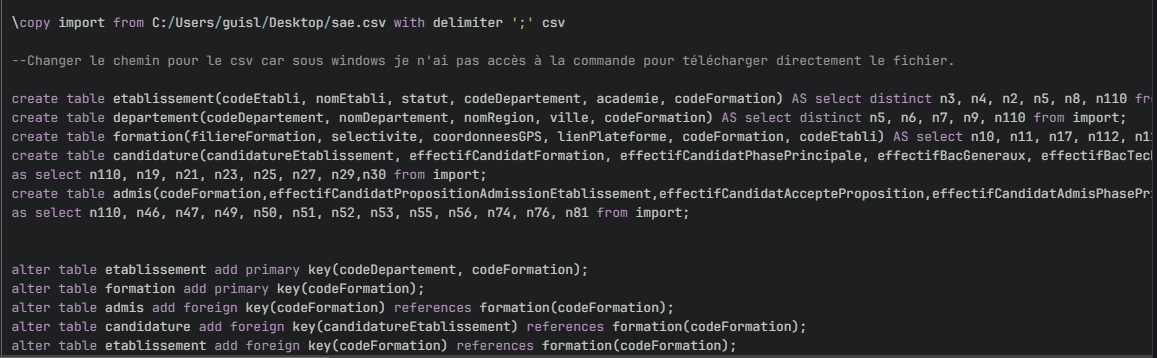 \copy import from C:/Users/guisl/Desktop/sae.csv with delimiter ';' csv
--Changer le chemin pour le csv car sous windows je n'ai pas accès à la commande pour télécharger directement le fichier.
create table etablissement(codeEtabli, nomEtabli, statut, codeDepartement, academie, codeFormation) AS select distinct n3, n4, n2, n5, n8, n110 fr
create table departement(codeDepartement, nomDepartement, nomRegion, ville, codeFormation) AS select distinct n5, n6, n7, n9, n110 from import;
create table formation(filiereFormation, selectivite, coordonneesGPS, lienPlateforme, codeFormation, codeEtabli) AS select n10, n11, n17, n112, n1
create table candidature(candidatureEtablissement, effectifCandidatFormation, effectifCandidatPhasePrincipale, effectifBacGeneraux, effectifBacTec
as select n110, n19, n21, n23, n25, n27, n29,n30 from import;
create table admis(codeFormation,effectifCandidatPropositionAdmissionEtablissement,effectifCandidatAccepteProposition,effectifCandidatAdmisPhasePr
as select n110, n46, n47, n49, n50, n51, n52, n53, n55, n56, n74, n76, n81 from import;
alter table etablissement add primary key(codeDepartement, codeFormation);
alter table formation add primary key(codeFormation);
alter table admis add foreign key(codeFormation) references formation(codeFormation);
alter table candidature add foreign key(candidatureEtablissement) references formation(codeFormation);
alter table etablissement add foreign key(codeFormation) references formation(codeFormation);